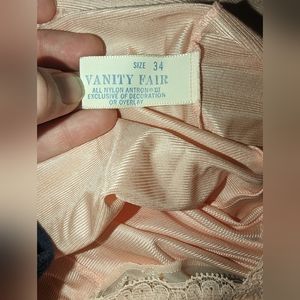 SIZE 34
VANITY FAIR
ALL NYLON ANTRON® III
EXCLUSIVE OF DECORATION
OR OVERLAY